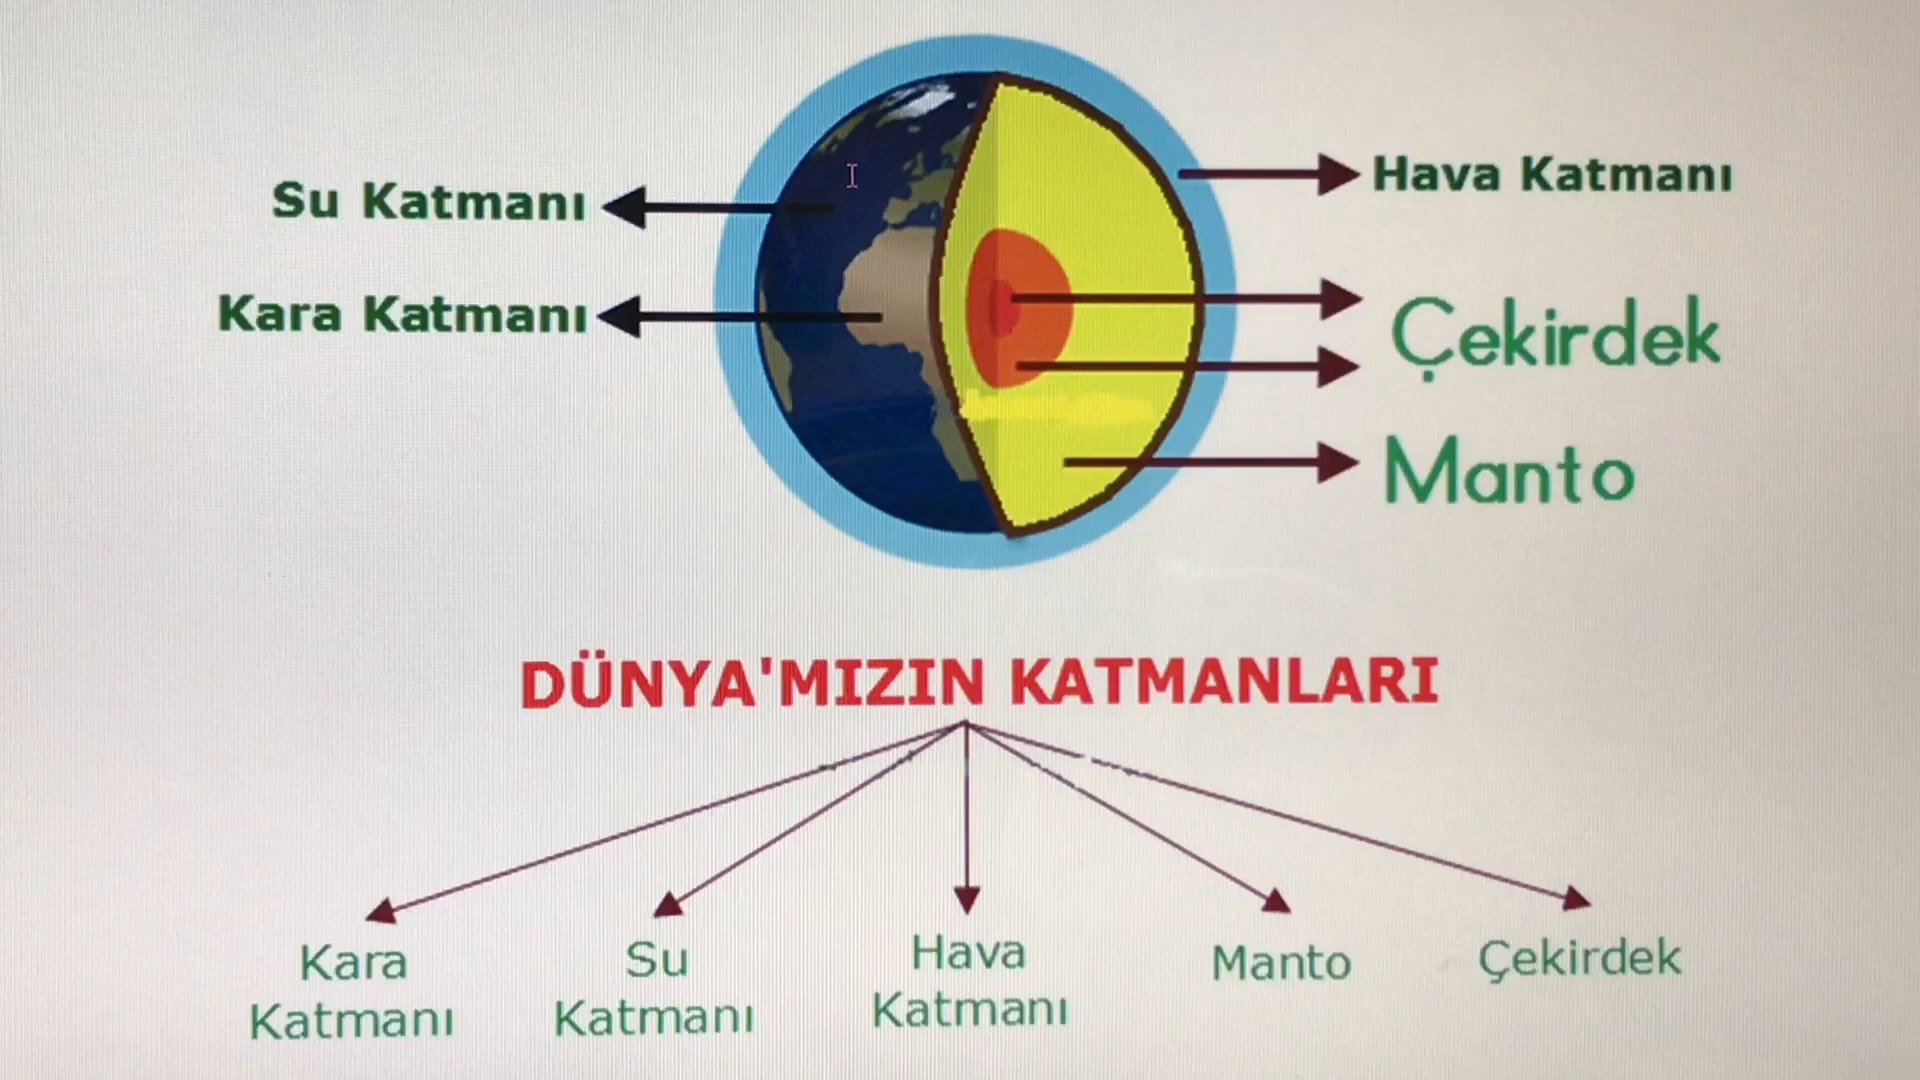 Su Katmanı
Hava Katmanı
Kara Katmanı
Çekirdek
Manto
DÜNYA'MIZIN KATMANLARI
Kara
Katmanı
Su
Katmanı
Hava
Katmanı
Manto
Çekirdek